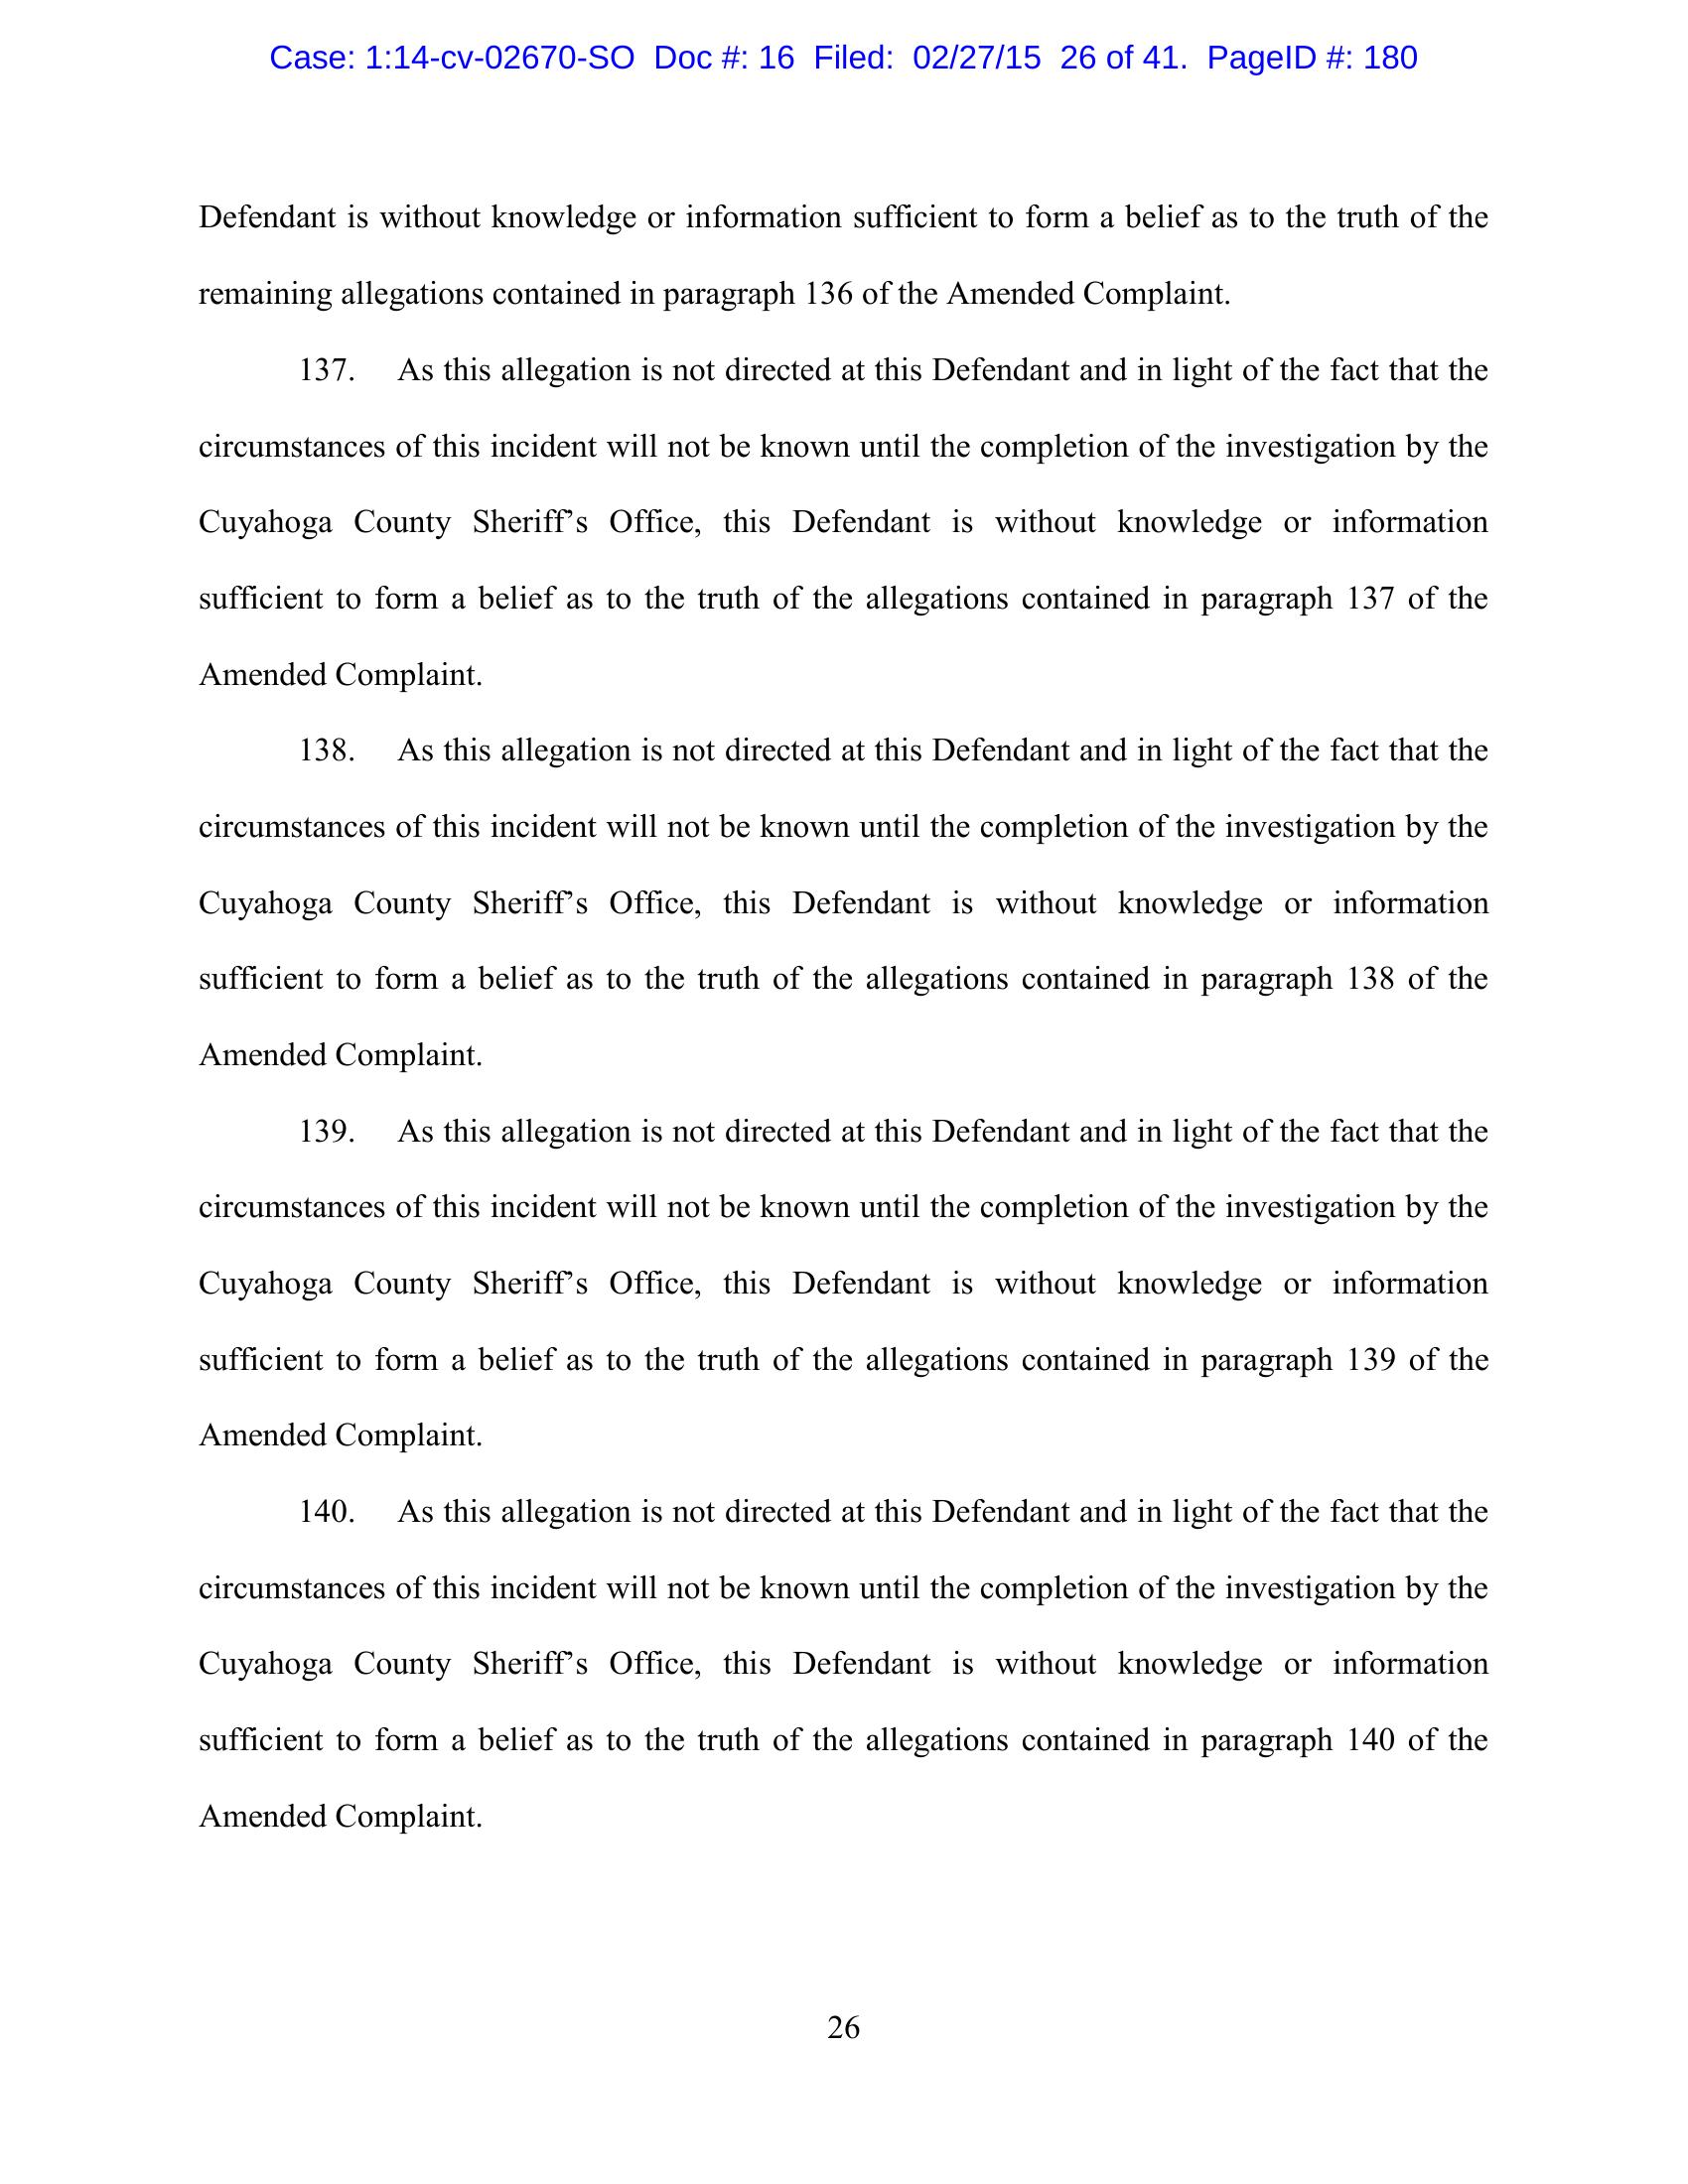 Case: 1:14-cv-02670-SO Doc #: 16 Filed: 02/27/15 26 of 41. PageID #: 180
Defendant is without knowledge or information sufficient to form a belief as to the truth of the
remaining allegations contained in paragraph 136 of the Amended Complaint.
137. As this allegation is not directed at this Defendant and in light of the fact that the
circumstances of this incident will not be known until the completion of the investigation by the
Cuyahoga County Sheriff’s Office, this Defendant is without knowledge or information
sufficient to form a belief as to the truth of the allegations contained in paragraph 137 of the
Amended Complaint.
138. As this allegation is not directed at this Defendant and in light of the fact that the
circumstances of this incident will not be known until the completion of the investigation by the
Cuyahoga County Sheriff’s Office, this Defendant is without knowledge or information
sufficient to form a belief as to the truth of the allegations contained in paragraph 138 of the
Amended Complaint.
139. As this allegation is not directed at this Defendant and in light of the fact that the
circumstances of this incident will not be known until the completion of the investigation by the
Cuyahoga County Sheriff’s Office, this Defendant is without knowledge or information
sufficient to form a belief as to the truth of the allegations contained in paragraph 139 of the
Amended Complaint.
140. As this allegation is not directed at this Defendant and in light of the fact that the
circumstances of this incident will not be known until the completion of the investigation by the
Cuyahoga County Sheriff’s Office, this Defendant is without knowledge or information
sufficient to form a belief as to the truth of the allegations contained in paragraph 140 of the
Amended Complaint.
26